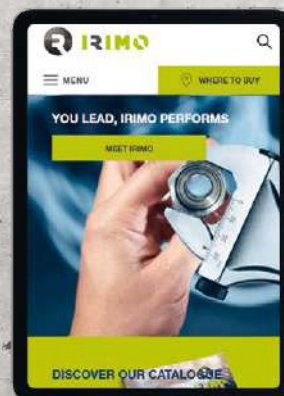 IRIMO
MENU
WHERE TO BUY
YOU LEAD, IRIMO PERFORMS
MEET IRIMO
DISCOVER OUR CATALOGUE